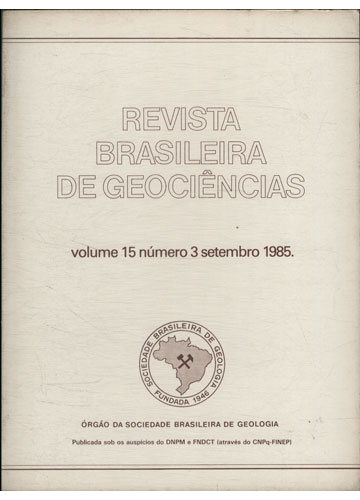 REVISTA
BRASILEIRA
DE GEOCIÊNCIAS
volume 15 número 3 setembro 1985.
SOCIEDADE BRASILEIRA DE GEOLOGIA
FUNDADA 1946
ÓRGÃO DA SOCIEDADE BRASILEIRA DE GEOLOGIA
Publicada sob os auspícios do DNPM e FNDCT (através do CNPq-FINEP)